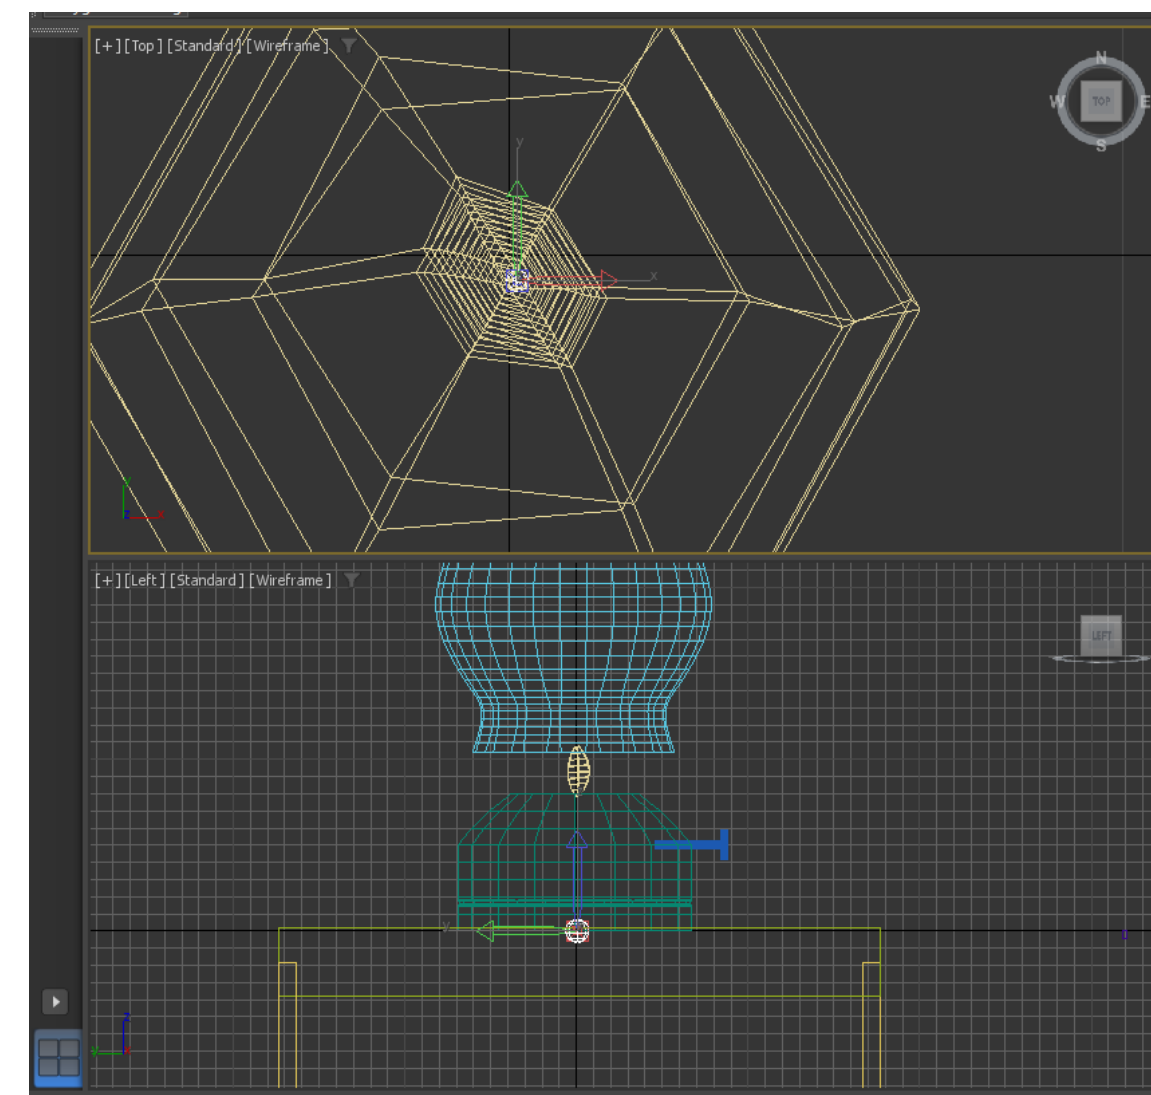 [+][Top][Standard][Wireframe]
N
W
TOP
E
S
y
x
y
z
x
[+][Left][Standard][Wireframe]
LEFT
y
z
y
x